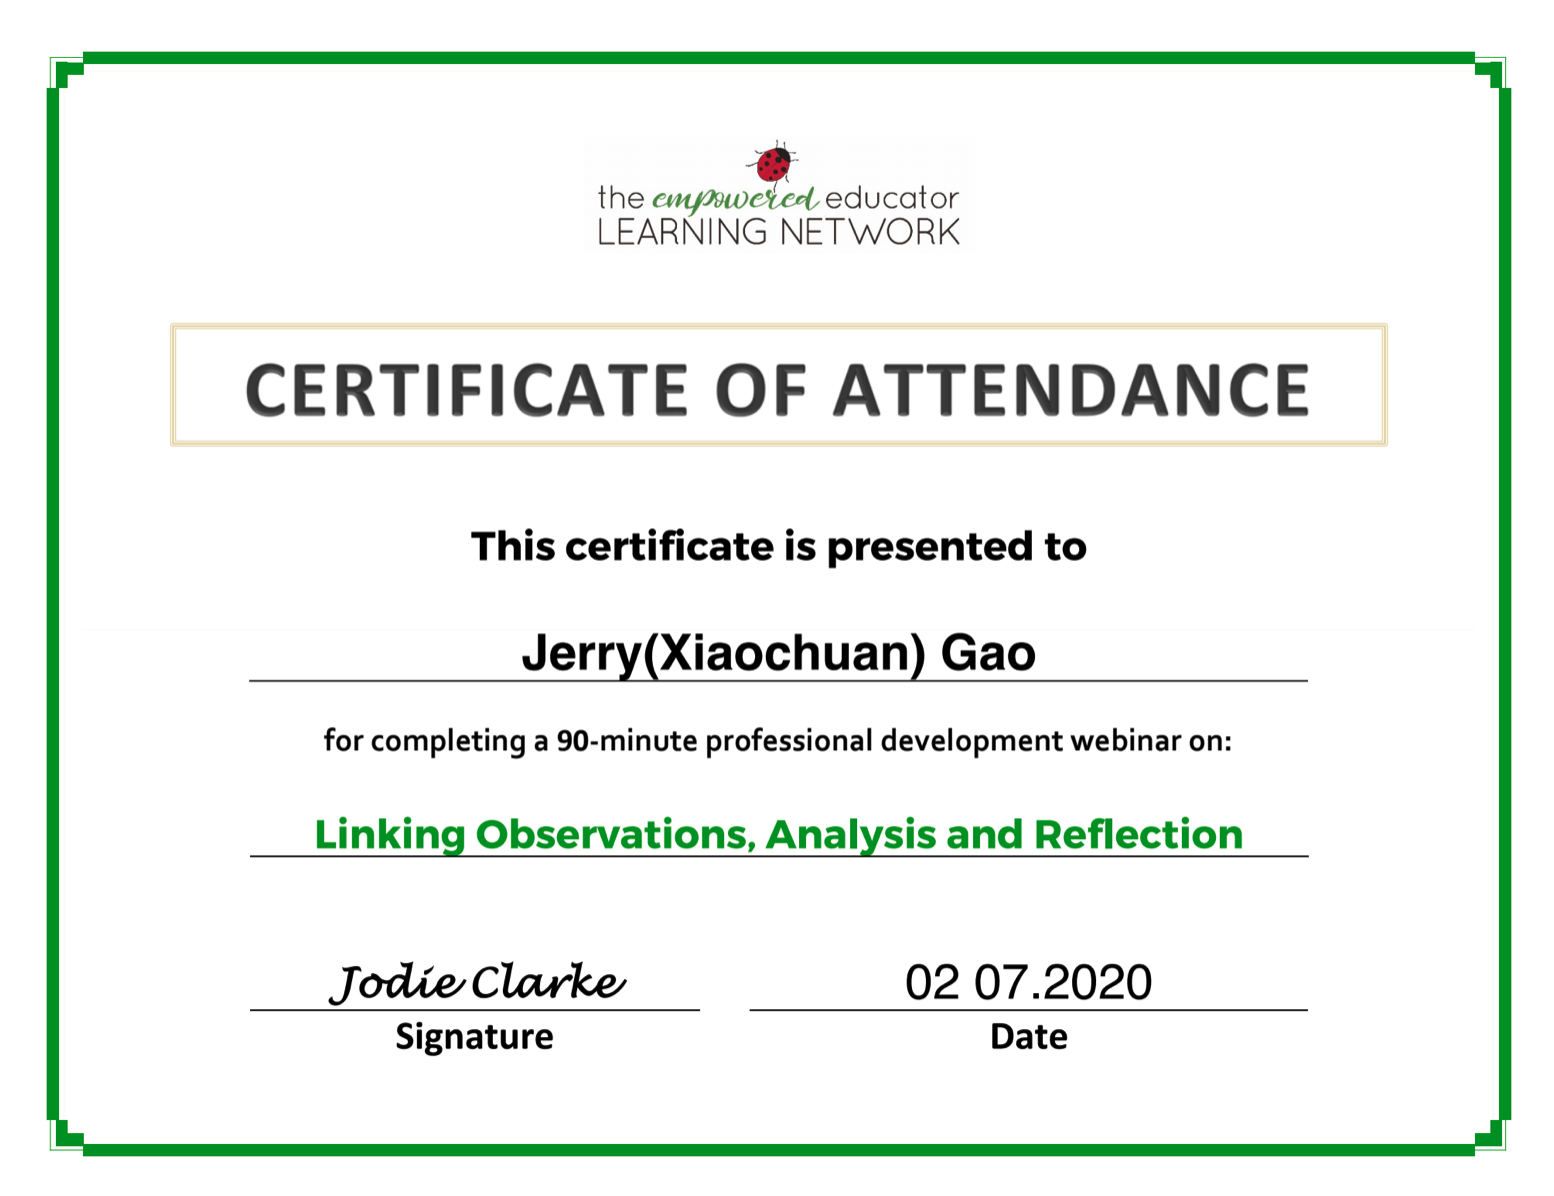 the empowered educator
LEARNING NETWORK
CERTIFICATE OF ATTENDANCE
This certificate is presented to
Jerry(Xiaochuan) Gao
for completing a 90-minute professional development webinar on:
Linking Observations, Analysis and Reflection
Jodie Clarke 02 07.2020
Signature Date